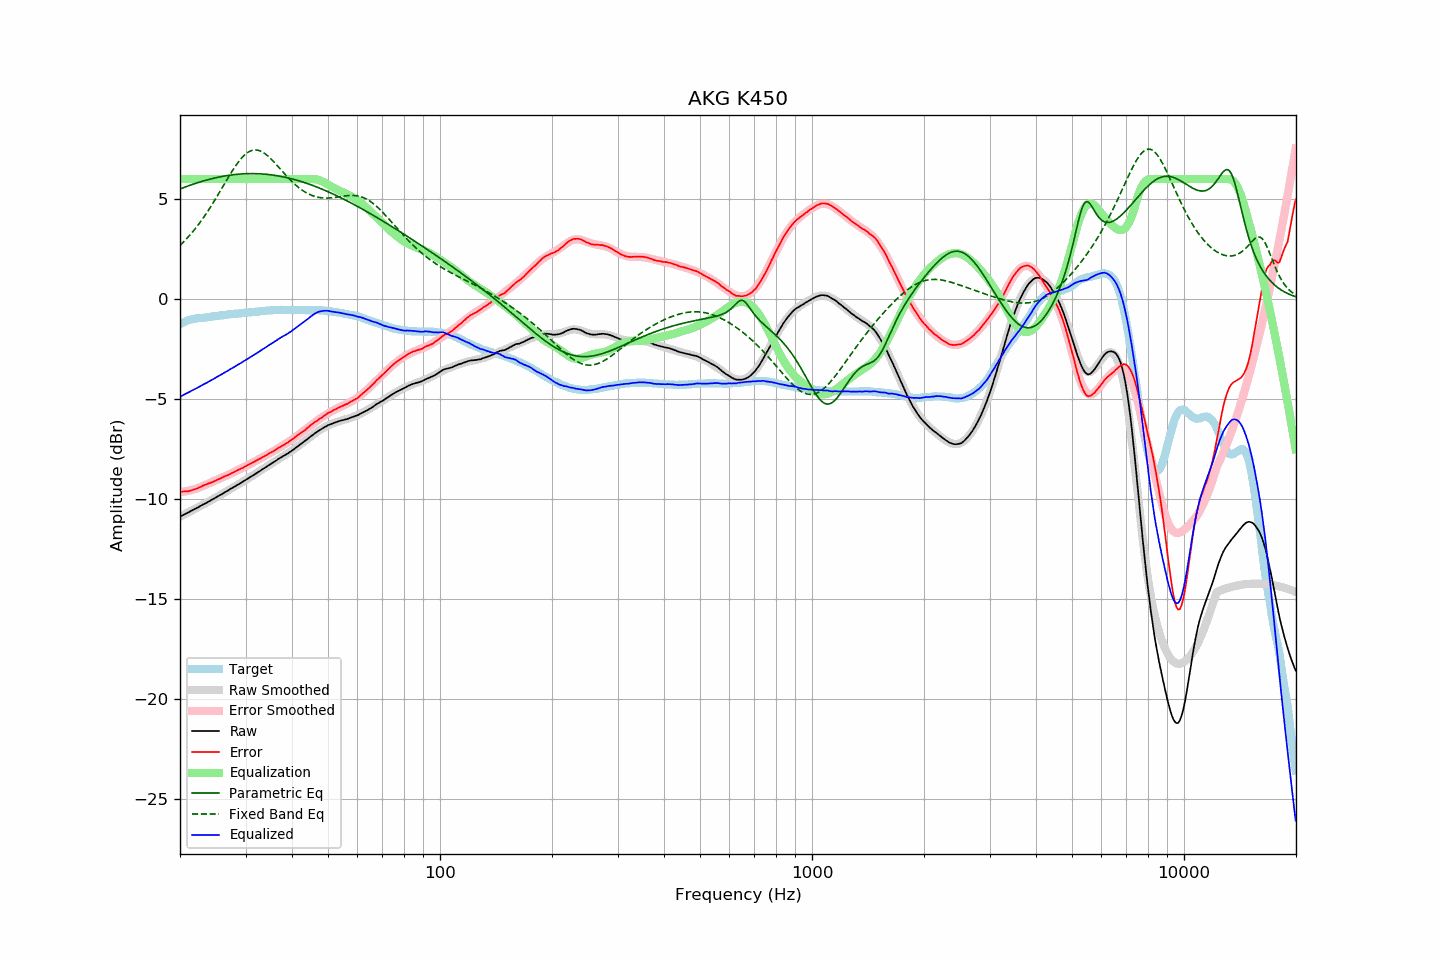 AKG K450
Amplitude (dBr)
5
0
−5
−10
−15
−20
−25
Target
Raw Smoothed
Error Smoothed
Raw
Error
Equalization
Parametric Eq
Fixed Band Eq
Equalized
100
1000
10000
Frequency (Hz)